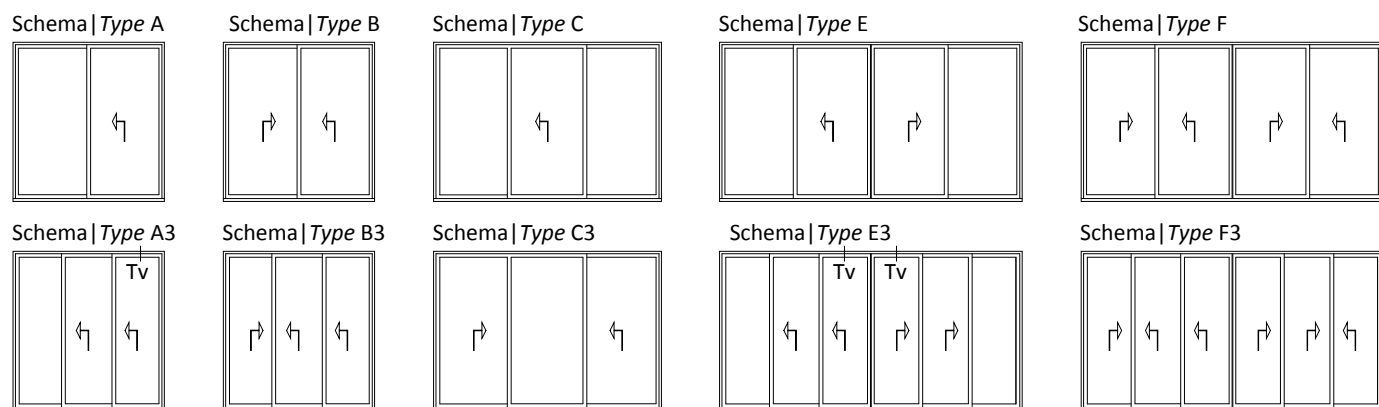 Schema|Type A
Schema|Type B
Schema|Type C
Schema|Type E
Schema|Type F
Schema|Type A3
Schema|Type B3
Schema|Type C3
Schema|Type E3
Schema|Type F3
Tv
Tv
Tv